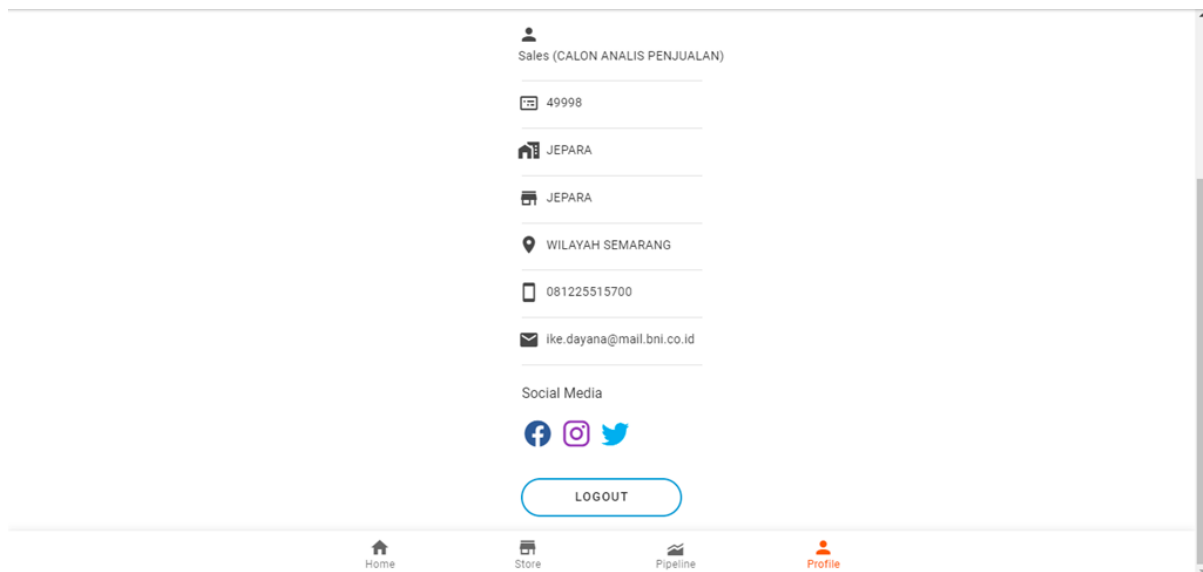 Sales (CALON ANALIS PENJUALAN)
49998
JEPARA
JEPARA
WILAYAH SEMARANG
081225515700
ike.dayana@mail.bni.co.id
Social Media
LOGOUT
Home
Store
Pipeline
Profile